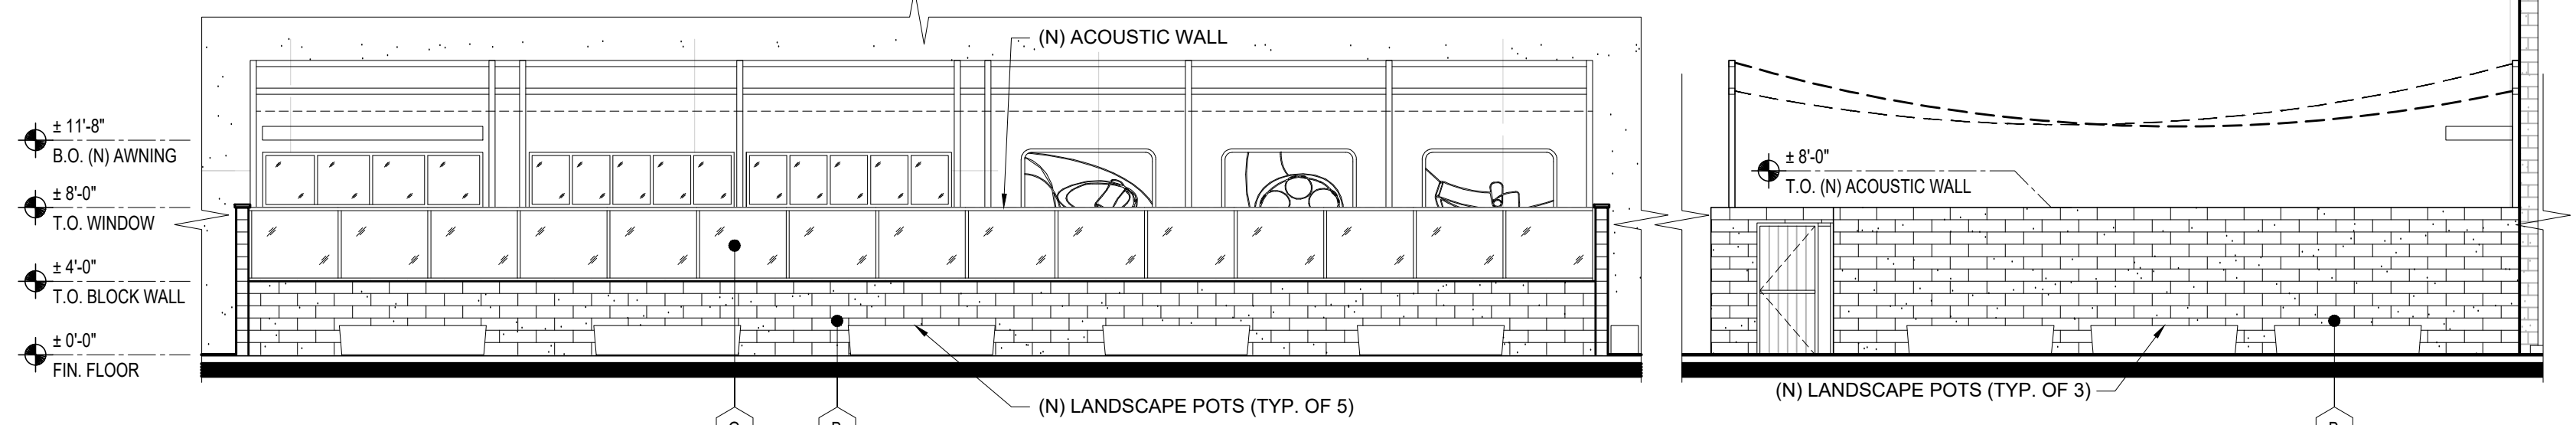 (N) ACOUSTIC WALL
± 11'-8"
B.O. (N) AWNING
± 8'-0"
T.O. WINDOW
± 4'-0"
T.O. BLOCK WALL
± 0'-0"
FIN. FLOOR
(N) LANDSCAPE POTS (TYP. OF 5)
± 8'-0"
T.O. (N) ACOUSTIC WALL
(N) LANDSCAPE POTS (TYP. OF 3)